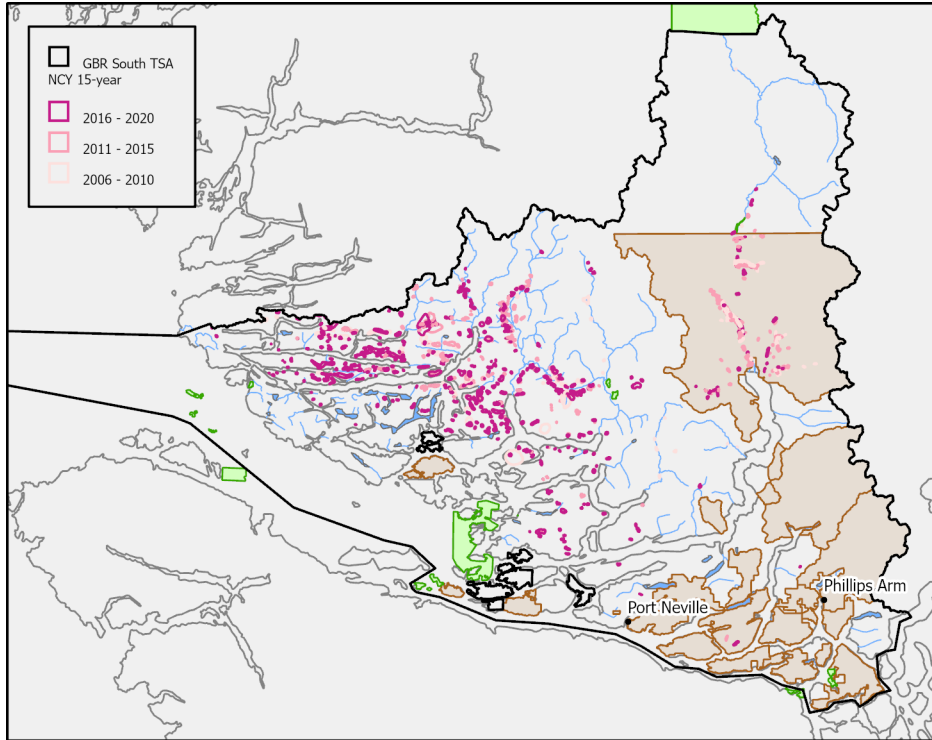 GBR South TSA
NCY 15-year
2016 - 2020
2011 - 2015
2006 - 2010
Phillips Arm
Port Neville